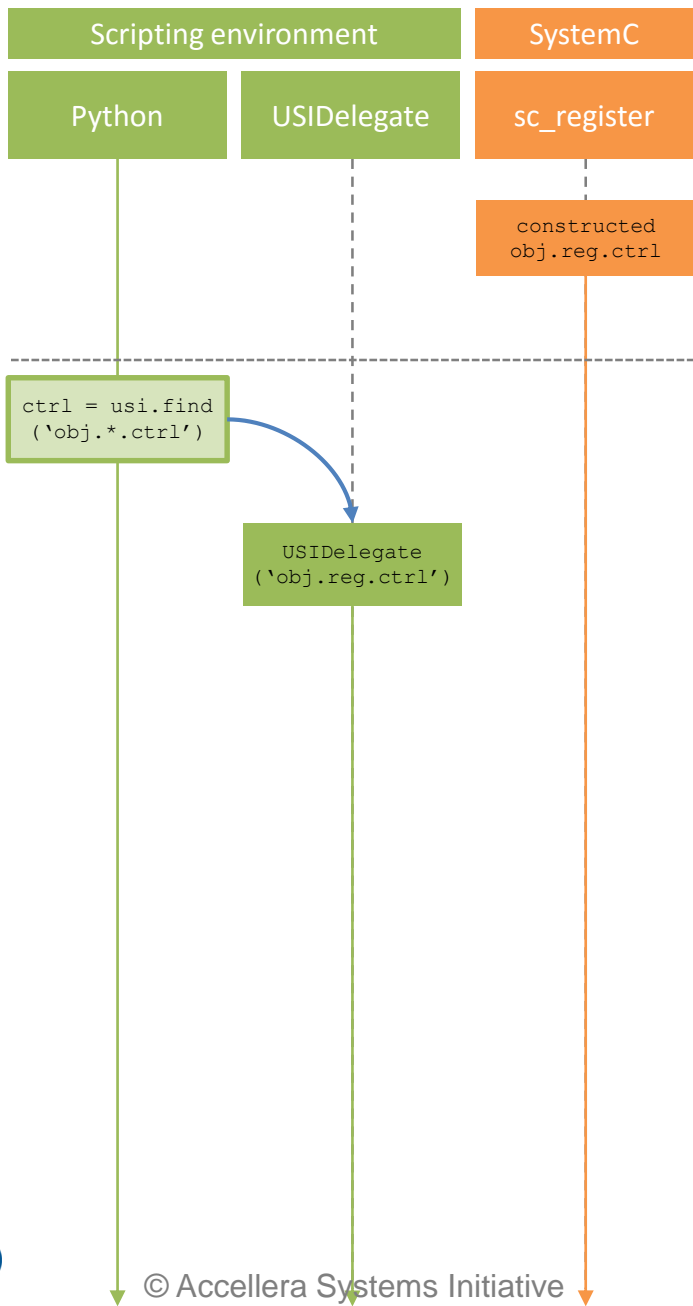 Scripting environment
SystemC
Python
USIDelegate
sc_register
constructed
obj.reg.ctrl
ctrl = usi.find
(‘obj.*.ctrl’)
USIDelegate
(‘obj.reg.ctrl’)
© Accellera Systems Initiative